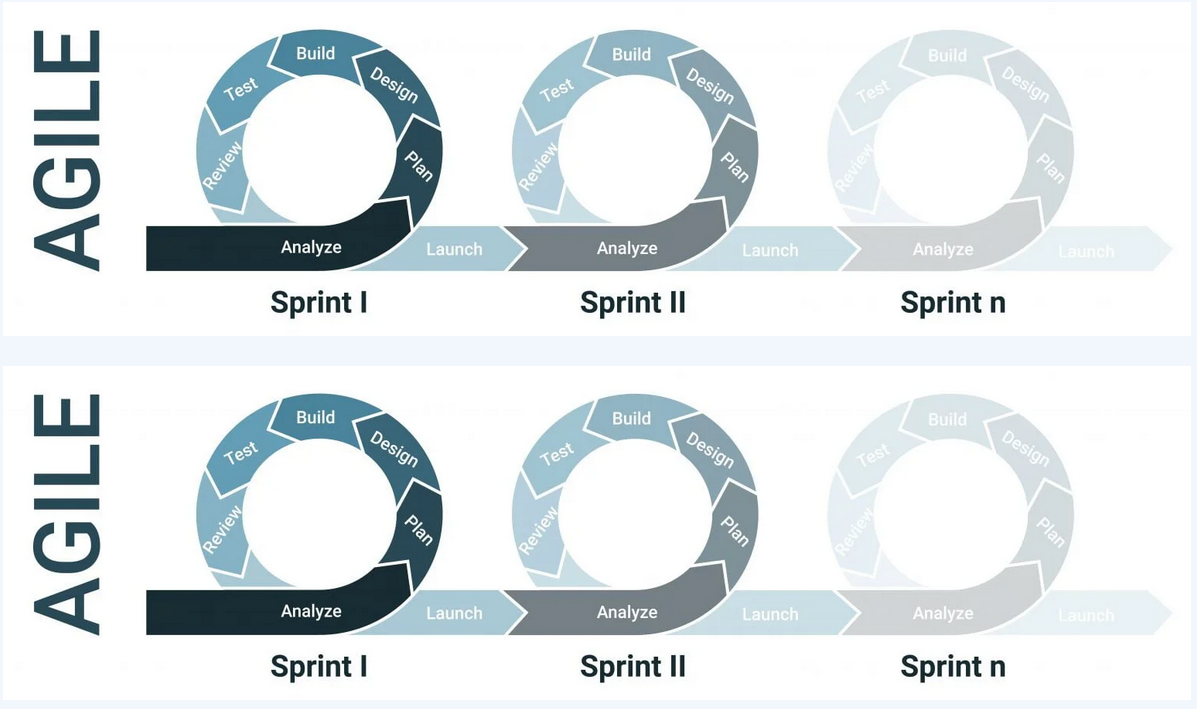 AGILE
Build
Design
Test
Plan
Review
Analyze
Launch
Sprint I
Build
Design
Test
Plan
Review
Analyze
Launch
Sprint II
Build
Design
Test
Plan
Review
Analyze
Launch
Sprint n
AGILE
Build
Design
Test
Plan
Review
Analyze
Launch
Sprint I
Build
Design
Test
Plan
Review
Analyze
Launch
Sprint II
Build
Design
Test
Plan
Review
Analyze
Launch
Sprint n